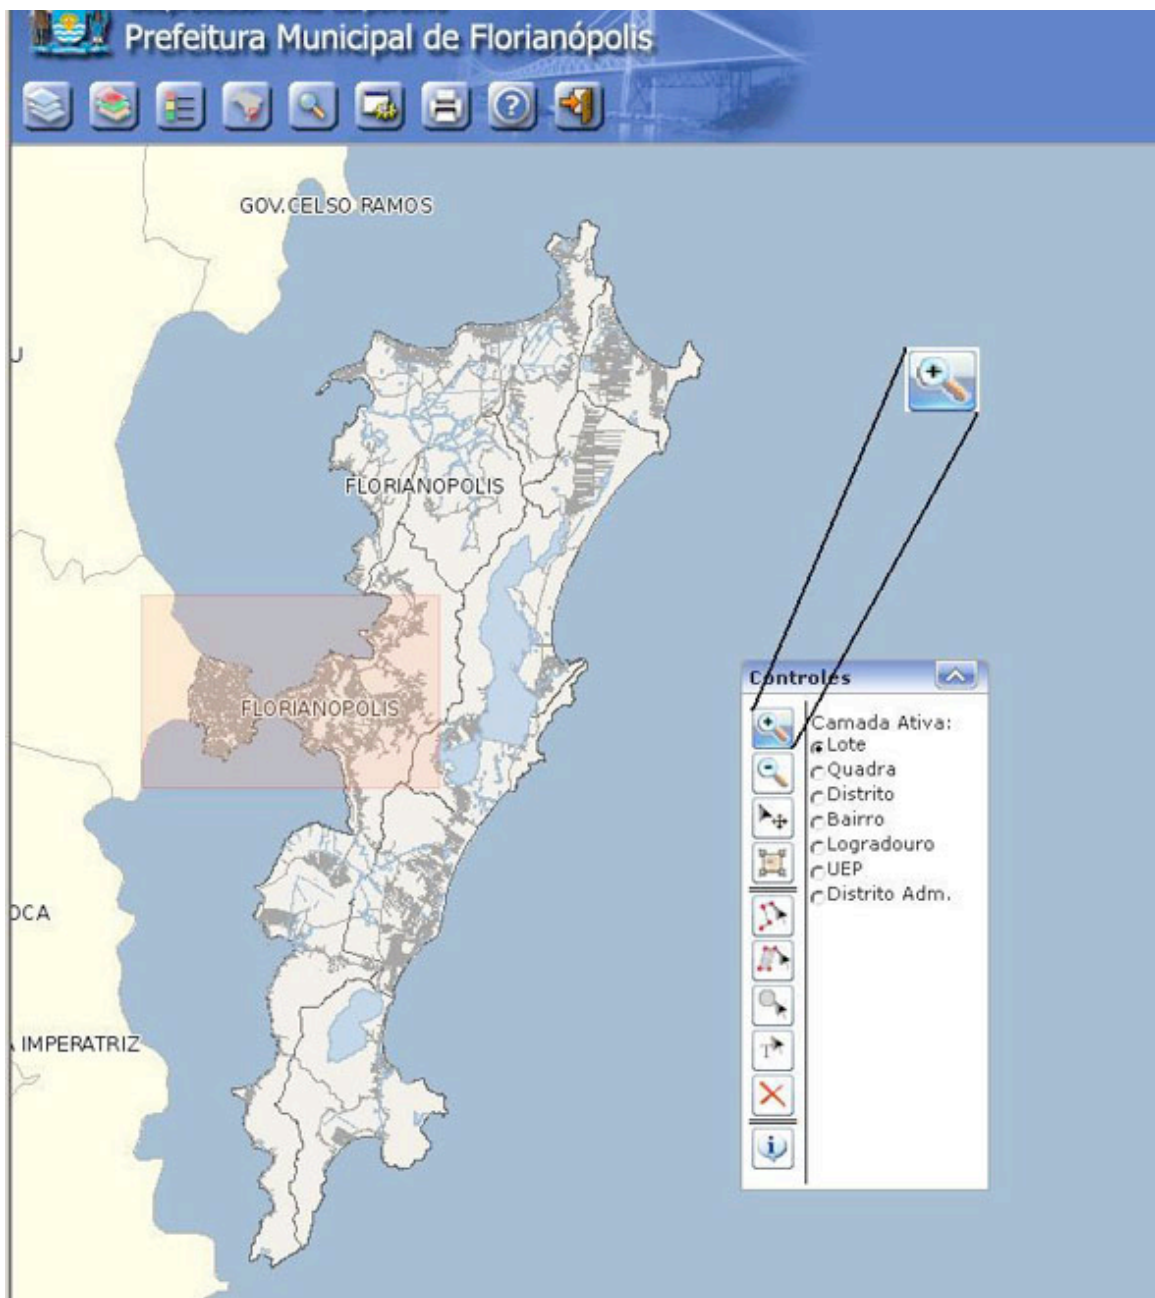 Prefeitura Municipal de Florianópolis
GOV.CELSO RAMOS
U
FLORIANOPOLIS
FLORIANOPOLIS
Controles
Camada Ativa:
Lote
Quadra
Distrito
Bairro
Logradouro
UEP
Distrito Adm.
OCA
IMPERATRIZ
T
i